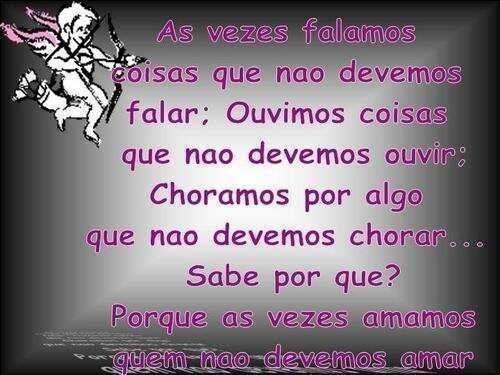 As vezes falamos
coisas que nao devemos
falar; Ouvimos coisas
que nao devemos ouvir;
Choramos por algo
que nao devemos chorar...
Sabe por que?
Porque as vezes amamos
quem nao devemos amar